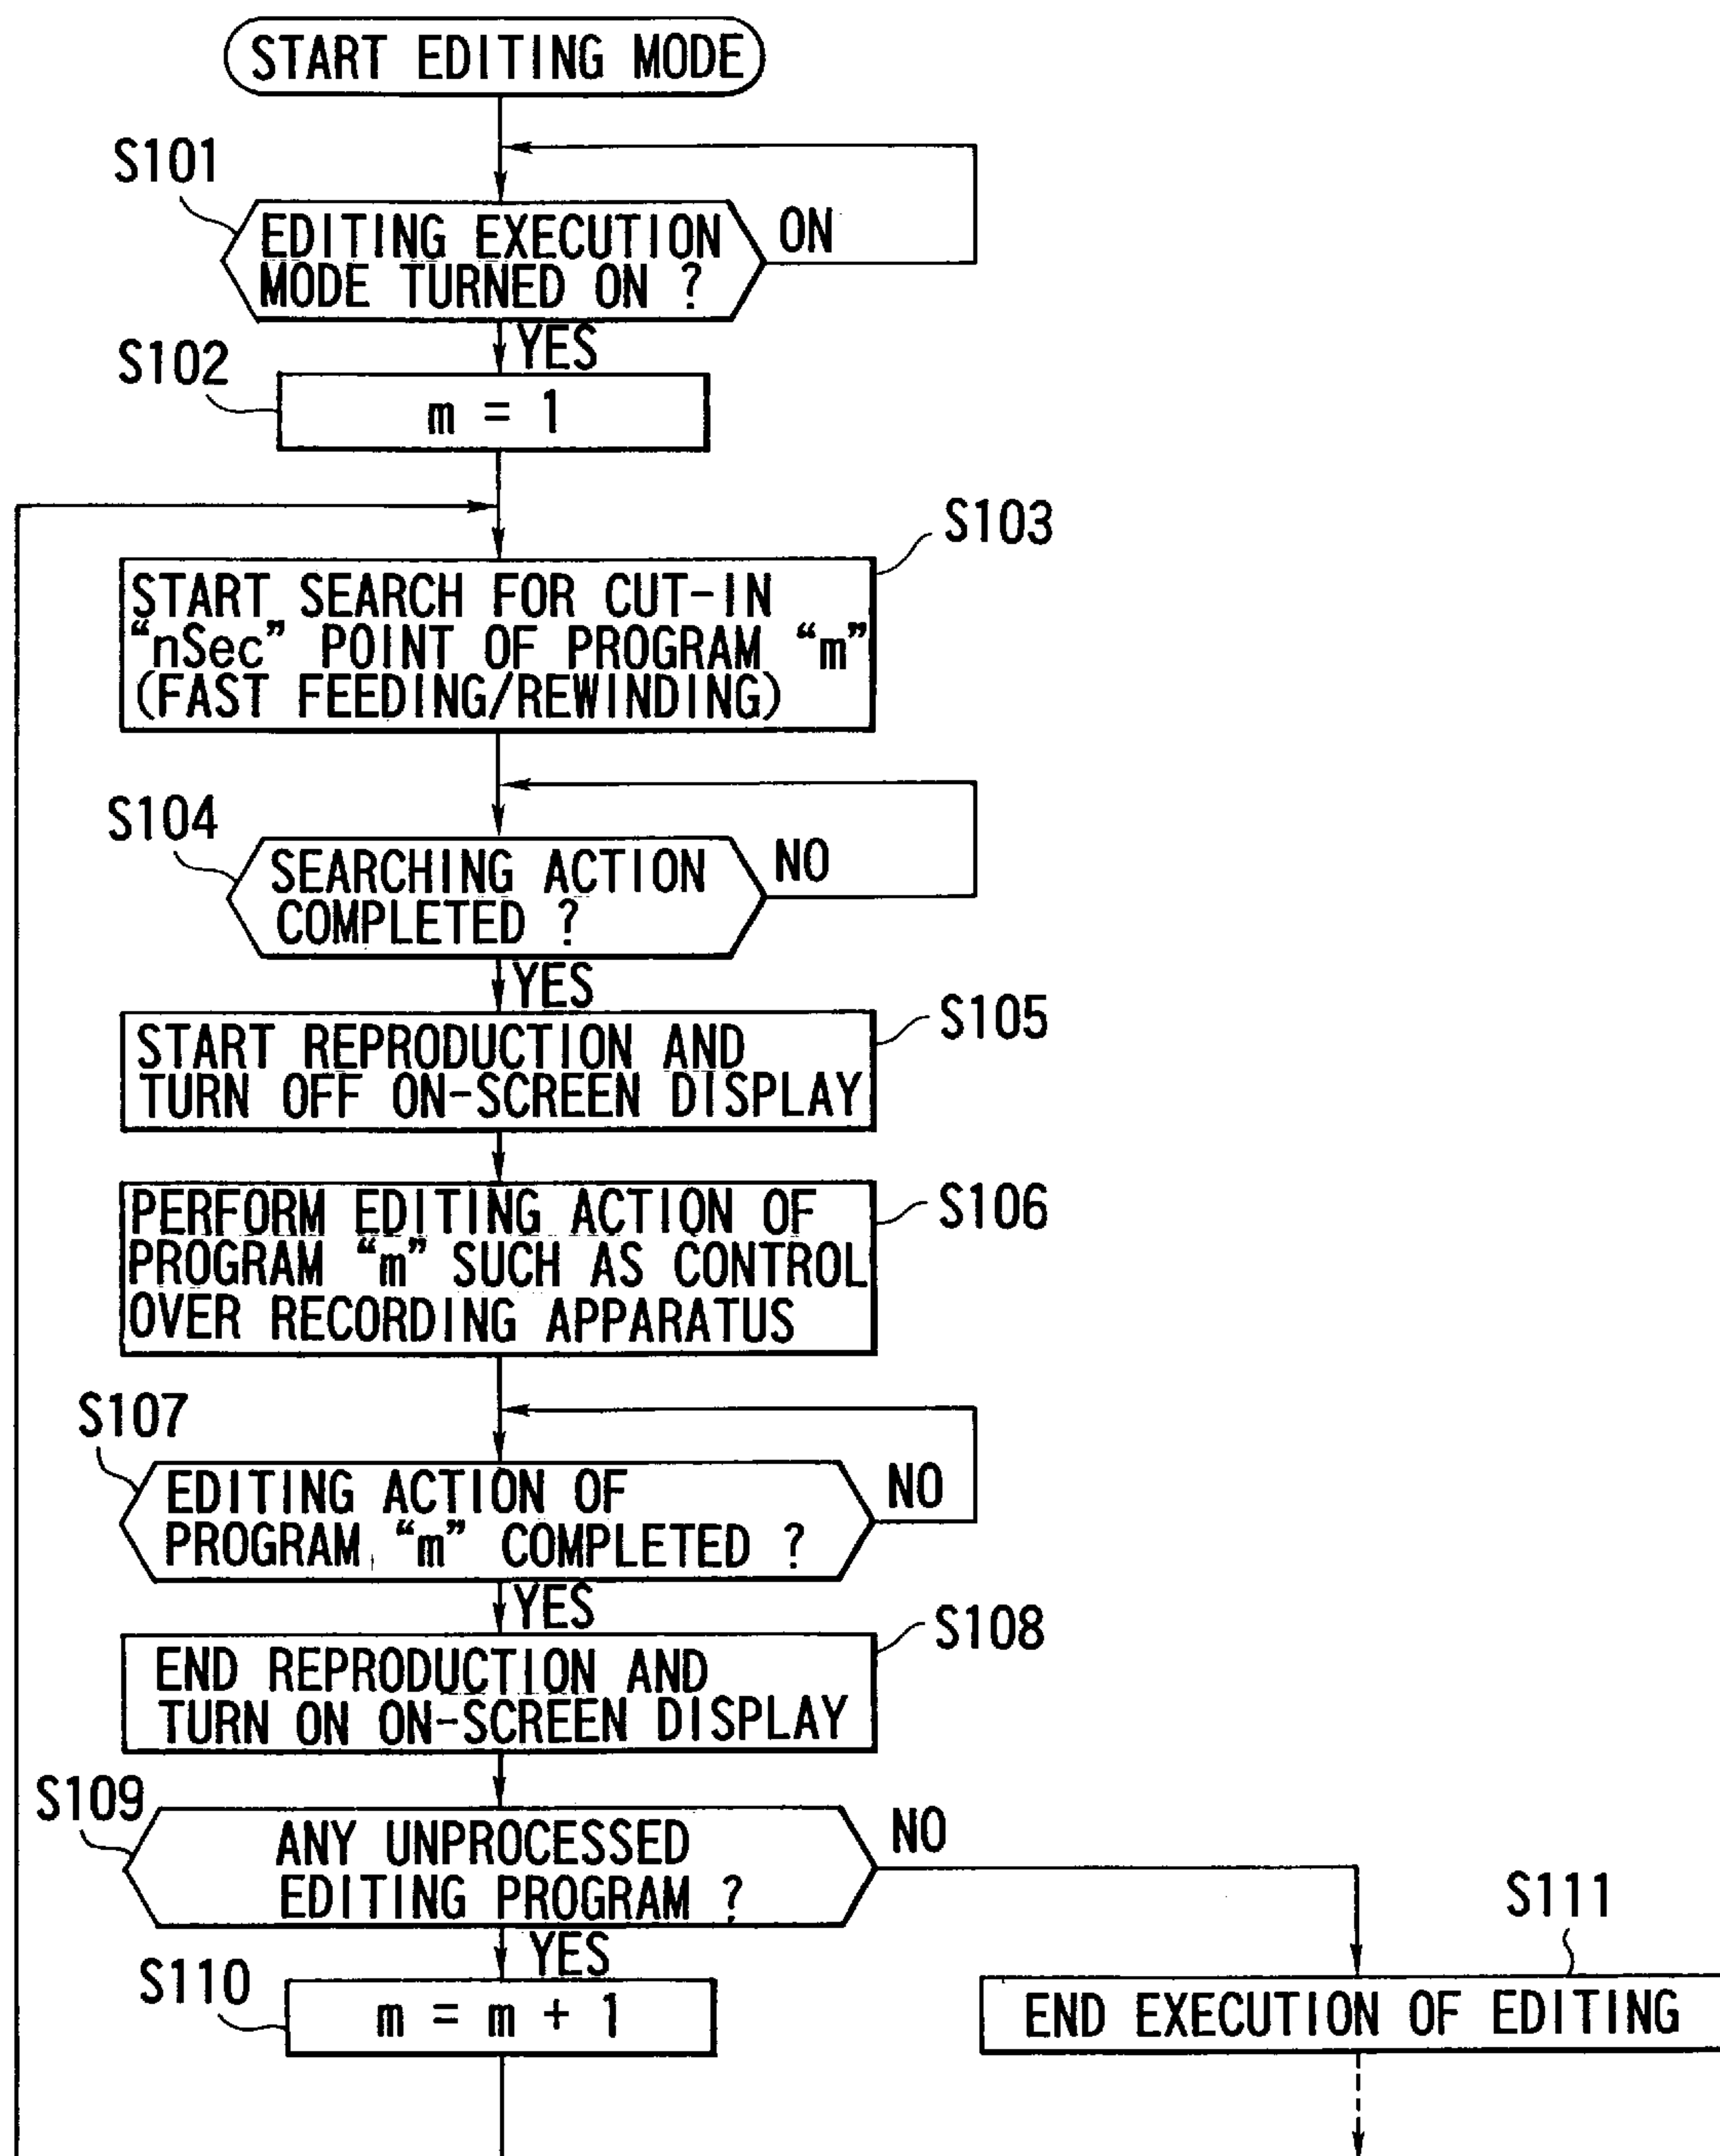 START EDITING MODE
S101
EDITING EXECUTION
MODE TURNED ON ?
ON
YES
S102
m = 1
S103
START SEARCH FOR CUT-IN
“nSec” POINT OF PROGRAM “m”
(FAST FEEDING/REWINDING)
S104
SEARCHING ACTION
COMPLETED ?
NO
YES
S105
START REPRODUCTION AND
TURN OFF ON-SCREEN DISPLAY
S106
PERFORM EDITING ACTION OF
PROGRAM “m” SUCH AS CONTROL
OVER RECORDING APPARATUS
S107
EDITING ACTION OF
PROGRAM “m” COMPLETED ?
NO
YES
S108
END REPRODUCTION AND
TURN ON ON-SCREEN DISPLAY
S109
ANY UNPROCESSED
EDITING PROGRAM ?
NO
YES
S110
m = m + 1
S111
END EXECUTION OF EDITING